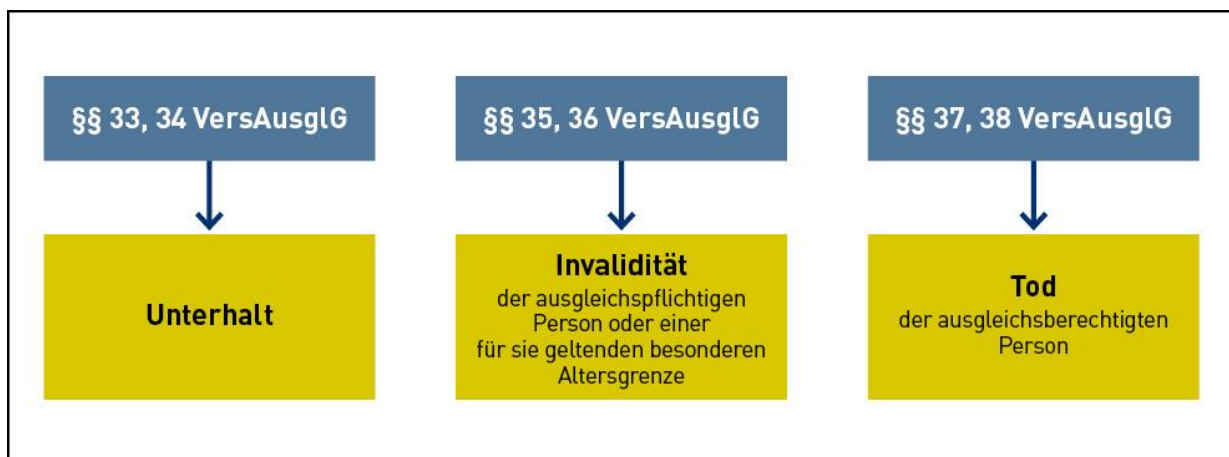 §§ 33, 34 VersAusglG
Unterhalt
§§ 35, 36 VersAusglG
Invalidität
der ausgleichspflichtigen
Person oder einer
für sie geltenden besonderen
Altersgrenze
§§ 37, 38 VersAusglG
Tod
der ausgleichsberechtigten
Person